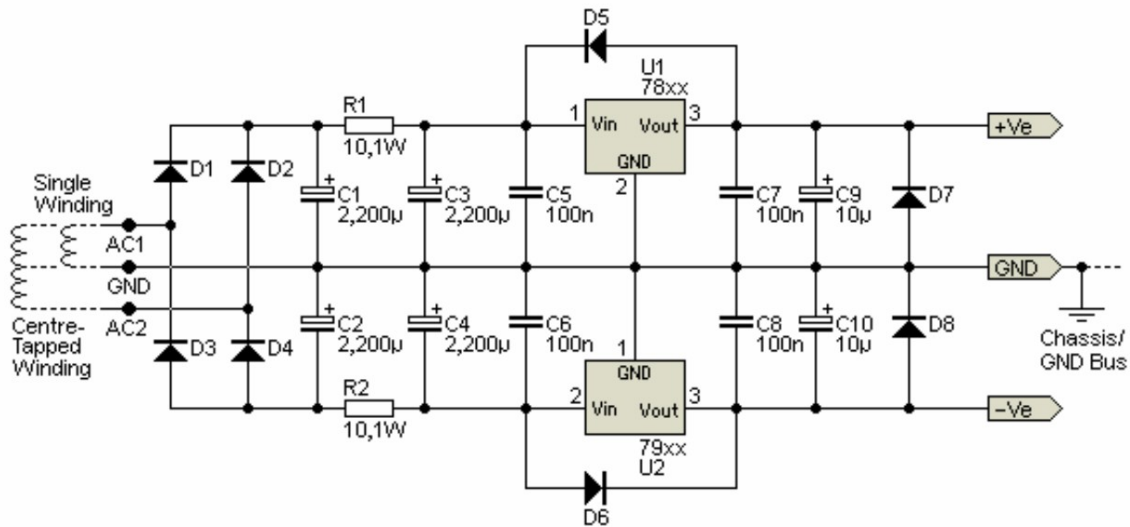 D5
U1
78xx
1
Vin
Vout
3
GND
2
R1
10,1W
+Ve
D1
D2
C1
2,200µ
C3
2,200µ
C5
100n
C7
100n
C9
10µ
D7
Single
Winding
AC1
GND
AC2
Centre-
Tapped
Winding
GND
Chassis/
GND Bus
D3
D4
C2
2,200µ
C4
2,200µ
C6
100n
C8
100n
C10
10µ
D8
R2
10,1W
1
GND
2
Vin
Vout
3
79xx
U2
-Ve
D6
+
+
+
+
+
+